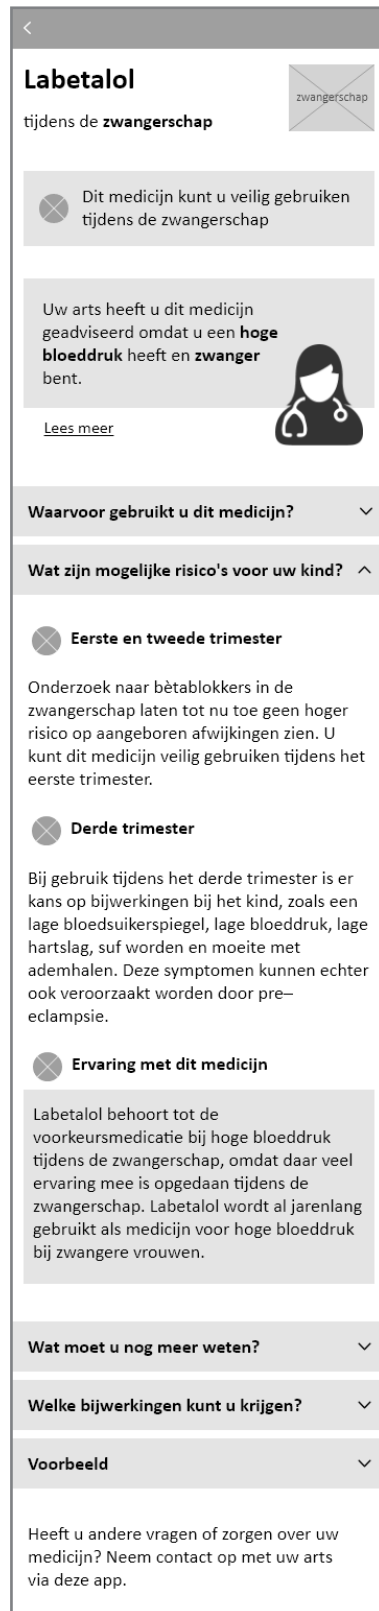 Labetalol
zwangerschap
tijdens de zwangerschap
Dit medicijn kunt u veilig gebruiken
tijdens de zwangerschap
Uw arts heeft u dit medicijn
geadviseerd omdat u een hoge
bloeddruk heeft en zwanger
bent.
Lees meer
Waarvoor gebruikt u dit medicijn?
Wat zijn mogelijke risico's voor uw kind?
Eerste en tweede trimester
Onderzoek naar bètablokkers in de
zwangerschap laten tot nu toe geen hoger
risico op aangeboren afwijkingen zien. U
kunt dit medicijn veilig gebruiken tijdens het
eerste trimester.
Derde trimester
Bij gebruik tijdens het derde trimester is er
kans op bijwerkingen bij het kind, zoals een
lage bloedsuikerspiegel, lage bloeddruk, lage
hartslag, suf worden en moeite met
ademhalen. Deze symptomen kunnen echter
ook veroorzaakt worden door pre–
eclampsie.
Ervaring met dit medicijn
Labetalol behoort tot de
voorkeursmedicatie bij hoge bloeddruk
tijdens de zwangerschap, omdat daar veel
ervaring mee is opgedaan tijdens de
zwangerschap. Labetalol wordt al jarenlang
gebruikt als medicijn voor hoge bloeddruk
bij zwangere vrouwen.
Wat moet u nog meer weten?
Welke bijwerkingen kunt u krijgen?
Voorbeeld
Heeft u andere vragen of zorgen over uw
medicijn? Neem contact op met uw arts
via deze app.